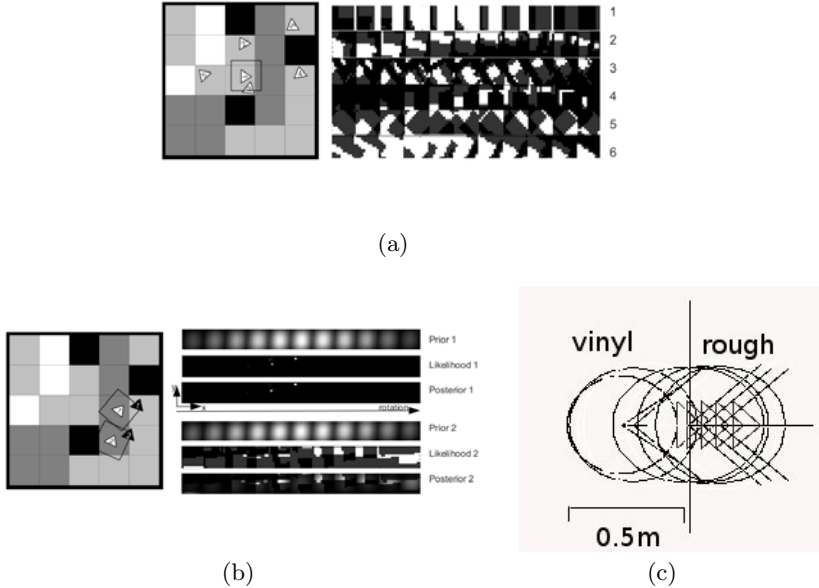 1
2
3
4
5
6
(a)
Prior 1
Likelihood 1
Posterior 1
y
x
rotation
Prior 2
Likelihood 2
Posterior 2
(b)
vinyl rough
0.5m
(c)